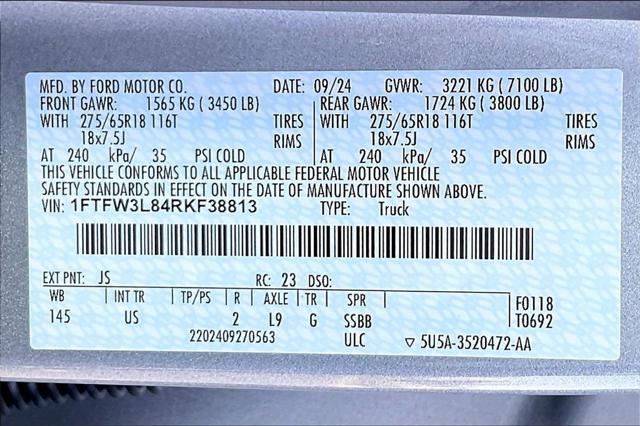 MFD. BY FORD MOTOR CO. DATE: 09/24 GVWR: 3221 KG ( 7100 LB)
FRONT GAWR: 1565 KG ( 3450 LB) REAR GAWR: 1724 KG ( 3800 LB)
WITH 275/65R18 116T TIRES WITH 275/65R18 116T TIRES
18x7.5J RIMS 18x7.5J RIMS
AT 240 kPa/ 35 PSI COLD AT 240 kPa/ 35 PSI COLD
THIS VEHICLE CONFORMS TO ALL APPLICABLE FEDERAL MOTOR VEHICLE
SAFETY STANDARDS IN EFFECT ON THE DATE OF MANUFACTURE SHOWN ABOVE.
VIN: 1FTFW3L84RKF38813 TYPE: Truck
EXT PNT: JS RC: 23 DSO:
WB INT TR TP/PS R AXLE TR SPR F0118
145 US 2 L9 G SSBB T0692
2202409270563 ULC ▽ 5U5A-3520472-AA